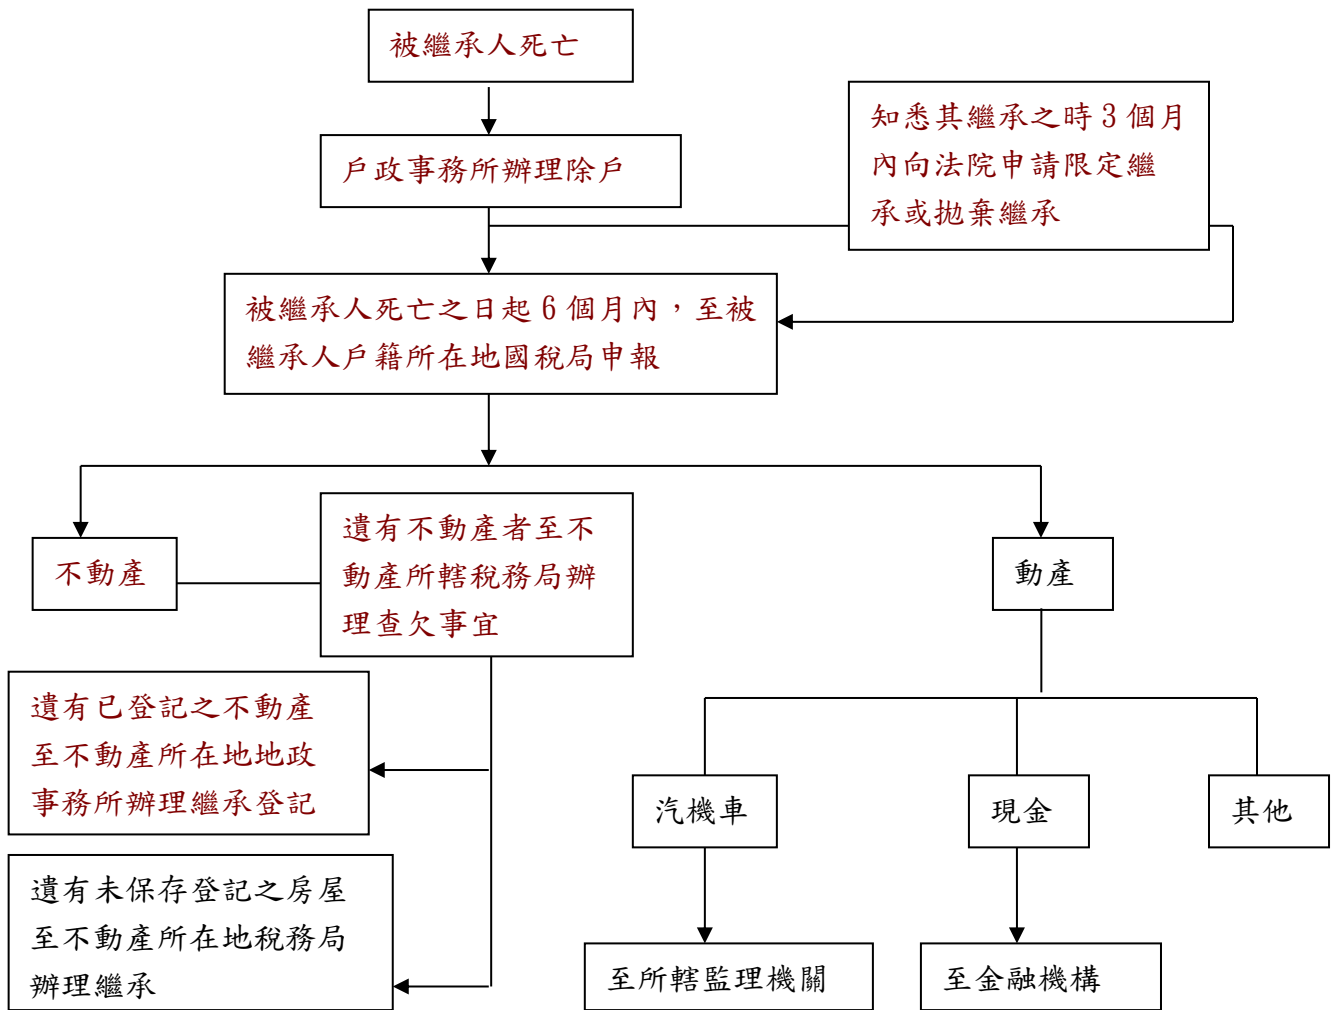 被繼承人死亡
戶政事務所辦理除戶
知悉其繼承之時 3 個月
內向法院申請限定繼
承或拋棄繼承
被繼承人死亡之日起 6 個月內，至被
繼承人戶籍所在地國稅局申報
不動產
遺有不動產者至不
動產所轄稅務局辦
理查欠事宜
動產
遺有已登記之不動產
至不動產所在地地政
事務所辦理繼承登記
遺有未保存登記之房屋
至不動產所在地稅務局
辦理繼承
汽機車
現金
其他
至所轄監理機關
至金融機構